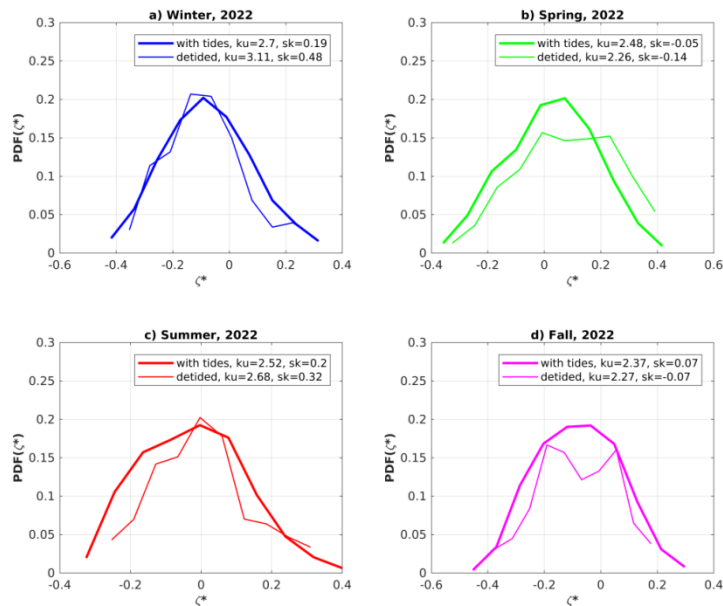 a) Winter, 2022
0.3
0.25
0.2
0.15
0.1
0.05
0
PDF(ζ*)
with tides, ku=2.7, sk=0.19
detided, ku=3.11, sk=0.48
-0.6 -0.4 -0.2 0 0.2 0.4
ζ*
b) Spring, 2022
0.3
0.25
0.2
0.15
0.1
0.05
0
PDF(ζ*)
with tides, ku=2.48, sk=-0.05
detided, ku=2.26, sk=-0.14
-0.4 -0.2 0 0.2 0.4 0.6
ζ*
c) Summer, 2022
0.3
0.25
0.2
0.15
0.1
0.05
0
PDF(ζ*)
with tides, ku=2.52, sk=0.2
detided, ku=2.68, sk=0.32
-0.4 -0.2 0 0.2 0.4
ζ*
d) Fall, 2022
0.3
0.25
0.2
0.15
0.1
0.05
0
PDF(ζ*)
with tides, ku=2.37, sk=0.07
detided, ku=2.27, sk=-0.07
-0.6 -0.4 -0.2 0 0.2 0.4
ζ*